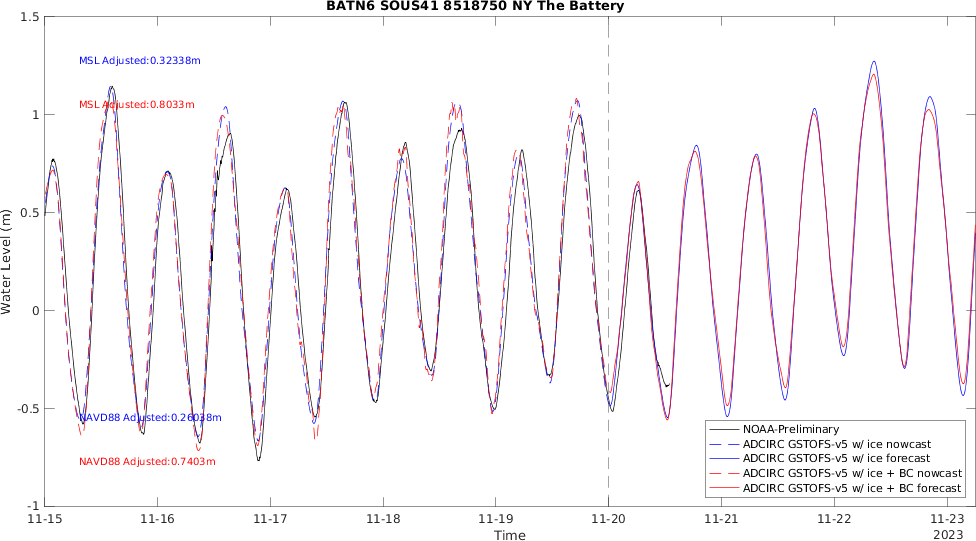 BATN6 SOUS41 8518750 NY The Battery
1.5
1
0.5
0
-0.5
-1
Water Level (m)
MSL Adjusted:0.32338m
MSL Adjusted:0.8033m
NAVD88 Adjusted:0.26038m
NAVD88 Adjusted:0.7403m
NOAA-Preliminary
ADCIRC GSTOFS-v5 w/ ice nowcast
ADCIRC GSTOFS-v5 w/ ice forecast
ADCIRC GSTOFS-v5 w/ ice + BC nowcast
ADCIRC GSTOFS-v5 w/ ice + BC forecast
11-15 11-16 11-17 11-18 11-19 11-20 11-21 11-22 11-23
Time 2023